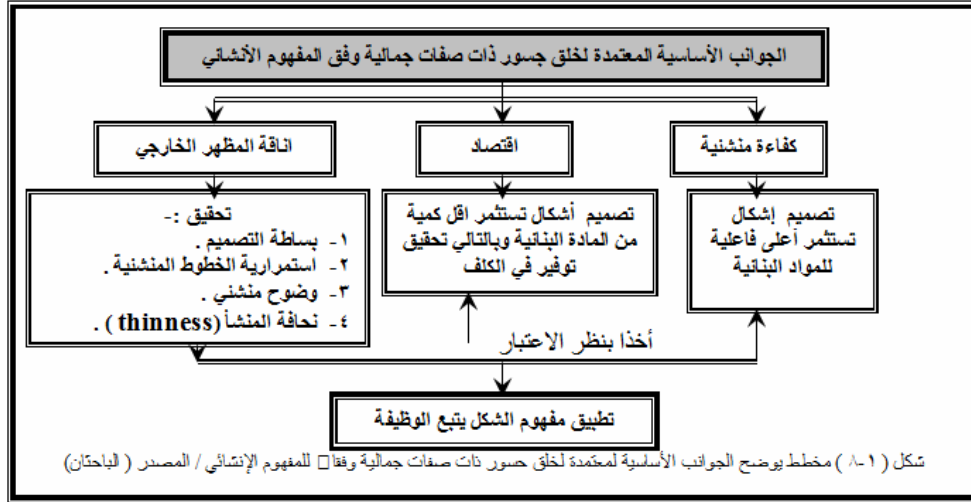 الجوانب الأساسية المعتمدة لخلق جسور ذات صفات جمالية وفق المفهوم الأنشائي
كفاءة منشئية
اقتصاد
اناقة المظهر الخارجي
تصميم إشكال
تستثمر أعلى فاعلية
للمواد البنائية
تصميم أشكال تستثمر اقل كمية
من المادة البنائية وبالتالي تحقيق
توفير في الكلف
تحقيق :-
١- بساطة التصميم .
٢- استمرارية الخطوط المنشئية .
٣- وضوح منشئي .
٤- نحافة المنشأ (thinness) .
أخذا بنظر الاعتبار
تطبيق مفهوم الشكل يتبع الوظيفة
شكل ( ١-٨ ) مخطط يوضح الجوانب الأساسية لمعتمدة لخلق جسور ذات صفات جمالية وفقا□ للمفهوم الإنشائي / المصدر ( الباحثان)